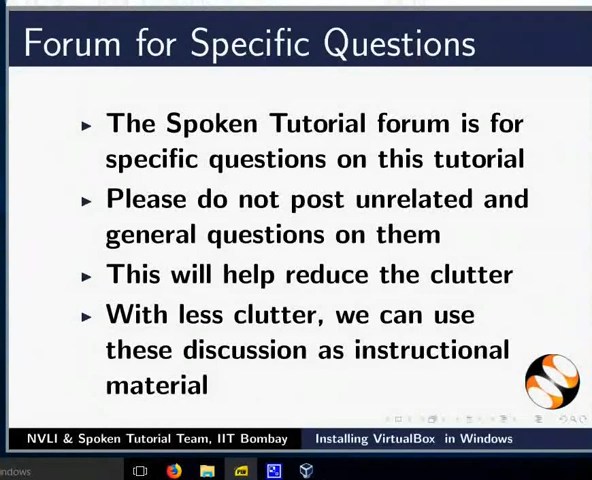 Forum for Specific Questions
The Spoken Tutorial forum is for
specific questions on this tutorial
Please do not post unrelated and
general questions on them
This will help reduce the clutter
With less clutter, we can use
these discussion as instructional
material
NVLI & Spoken Tutorial Team, IIT Bombay
Installing VirtualBox in Windows
ndows